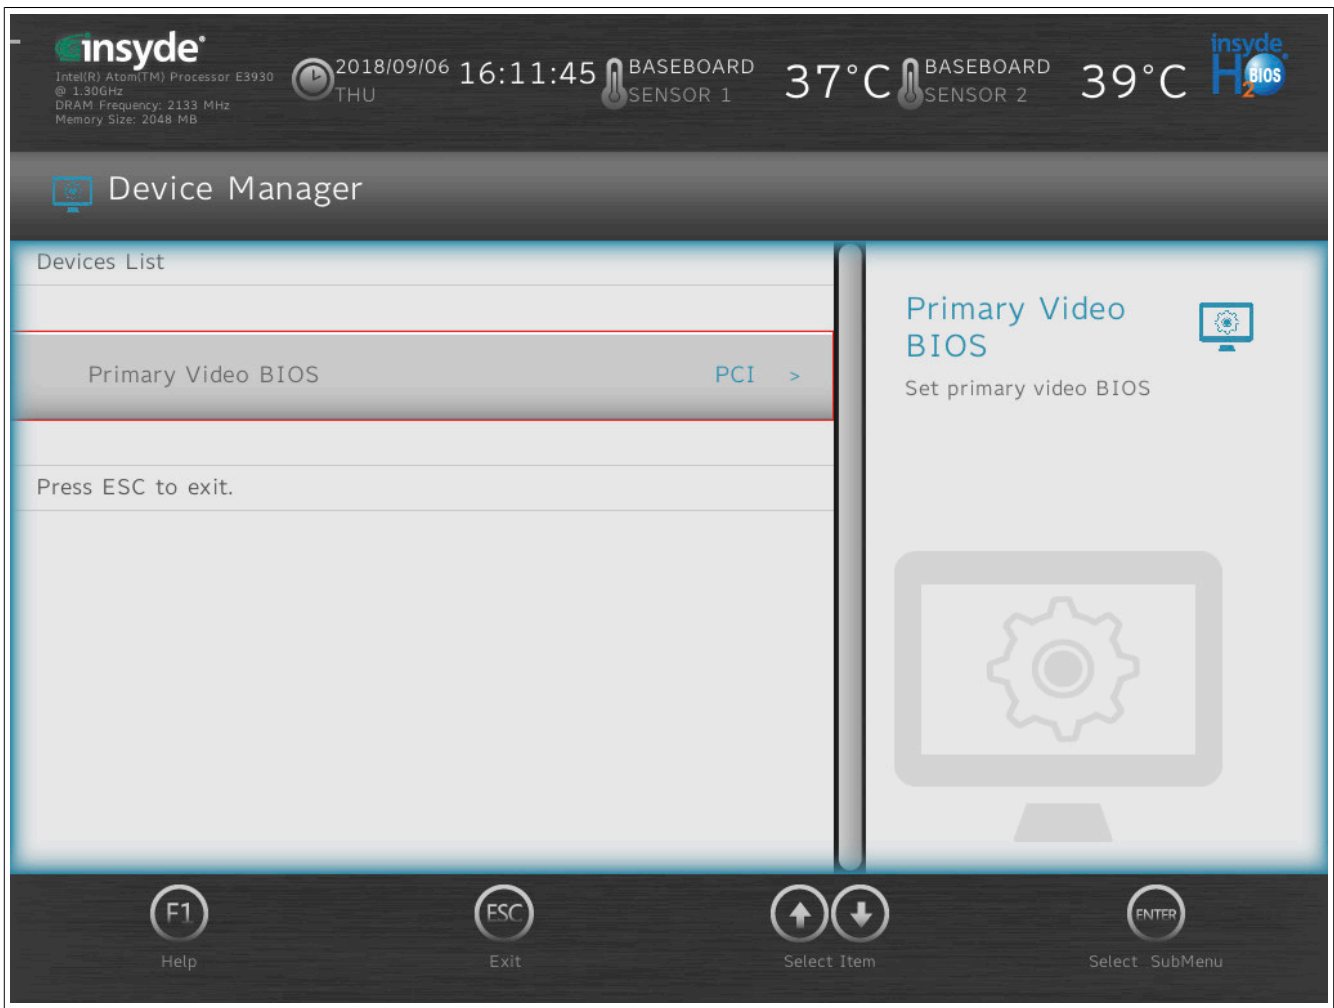 insyde
Intel(R) Atom(TM) Processor E3930
@ 1.30GHz
DRAM Frequency: 2133 MHz
Memory Size: 2048 MB
2018/09/06
THU
16:11:45
BASEBOARD
SENSOR 1
37°C
BASEBOARD
SENSOR 2
39°C
insyde
H2BIOS
Device Manager
Devices List
Primary Video BIOS PCI >
Press ESC to exit.
Primary Video
BIOS
Set primary video BIOS
F1
Help
ESC
Exit
Select Item
ENTER
Select SubMenu